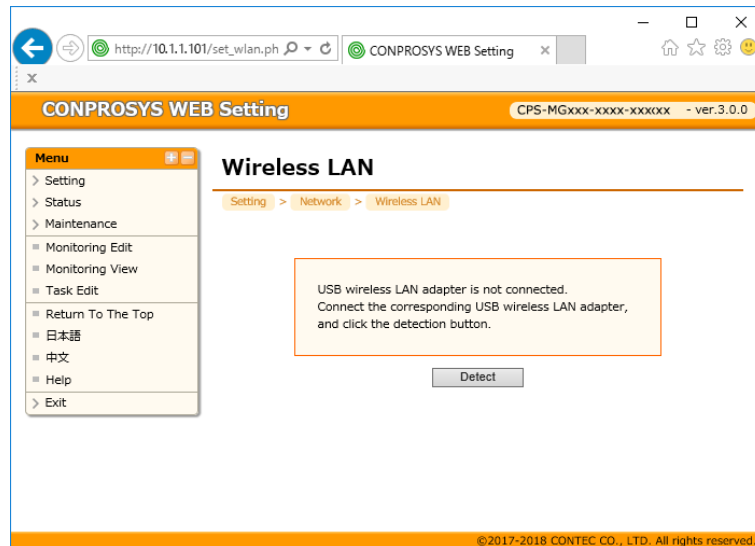 http://10.1.1.101/set_wlan.ph
CONPROSYS WEB Setting
x
CONPROSYS WEB Setting
CPS-MGxxx-xxxx-xxxxxx - ver.3.0.0
Menu
Setting
Status
Maintenance
Monitoring Edit
Monitoring View
Task Edit
Return To The Top
日本語
中文
Help
Exit
Wireless LAN
Setting > Network > Wireless LAN
USB wireless LAN adapter is not connected.
Connect the corresponding USB wireless LAN adapter,
and click the detection button.
Detect
©2017-2018 CONTEC CO., LTD. All rights reserved.